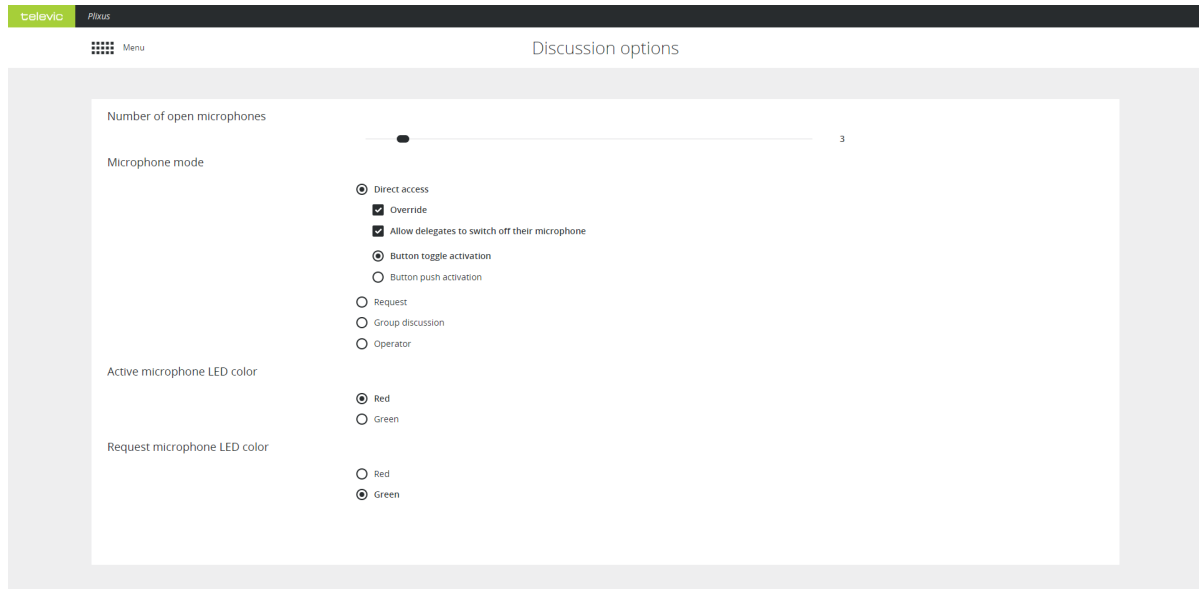 televic Plixus
Menu
Discussion options
Number of open microphones
3
Microphone mode
Direct access
Override
Allow delegates to switch off their microphone
Button toggle activation
Button push activation
Request
Group discussion
Operator
Active microphone LED color
Red
Green
Request microphone LED color
Red
Green